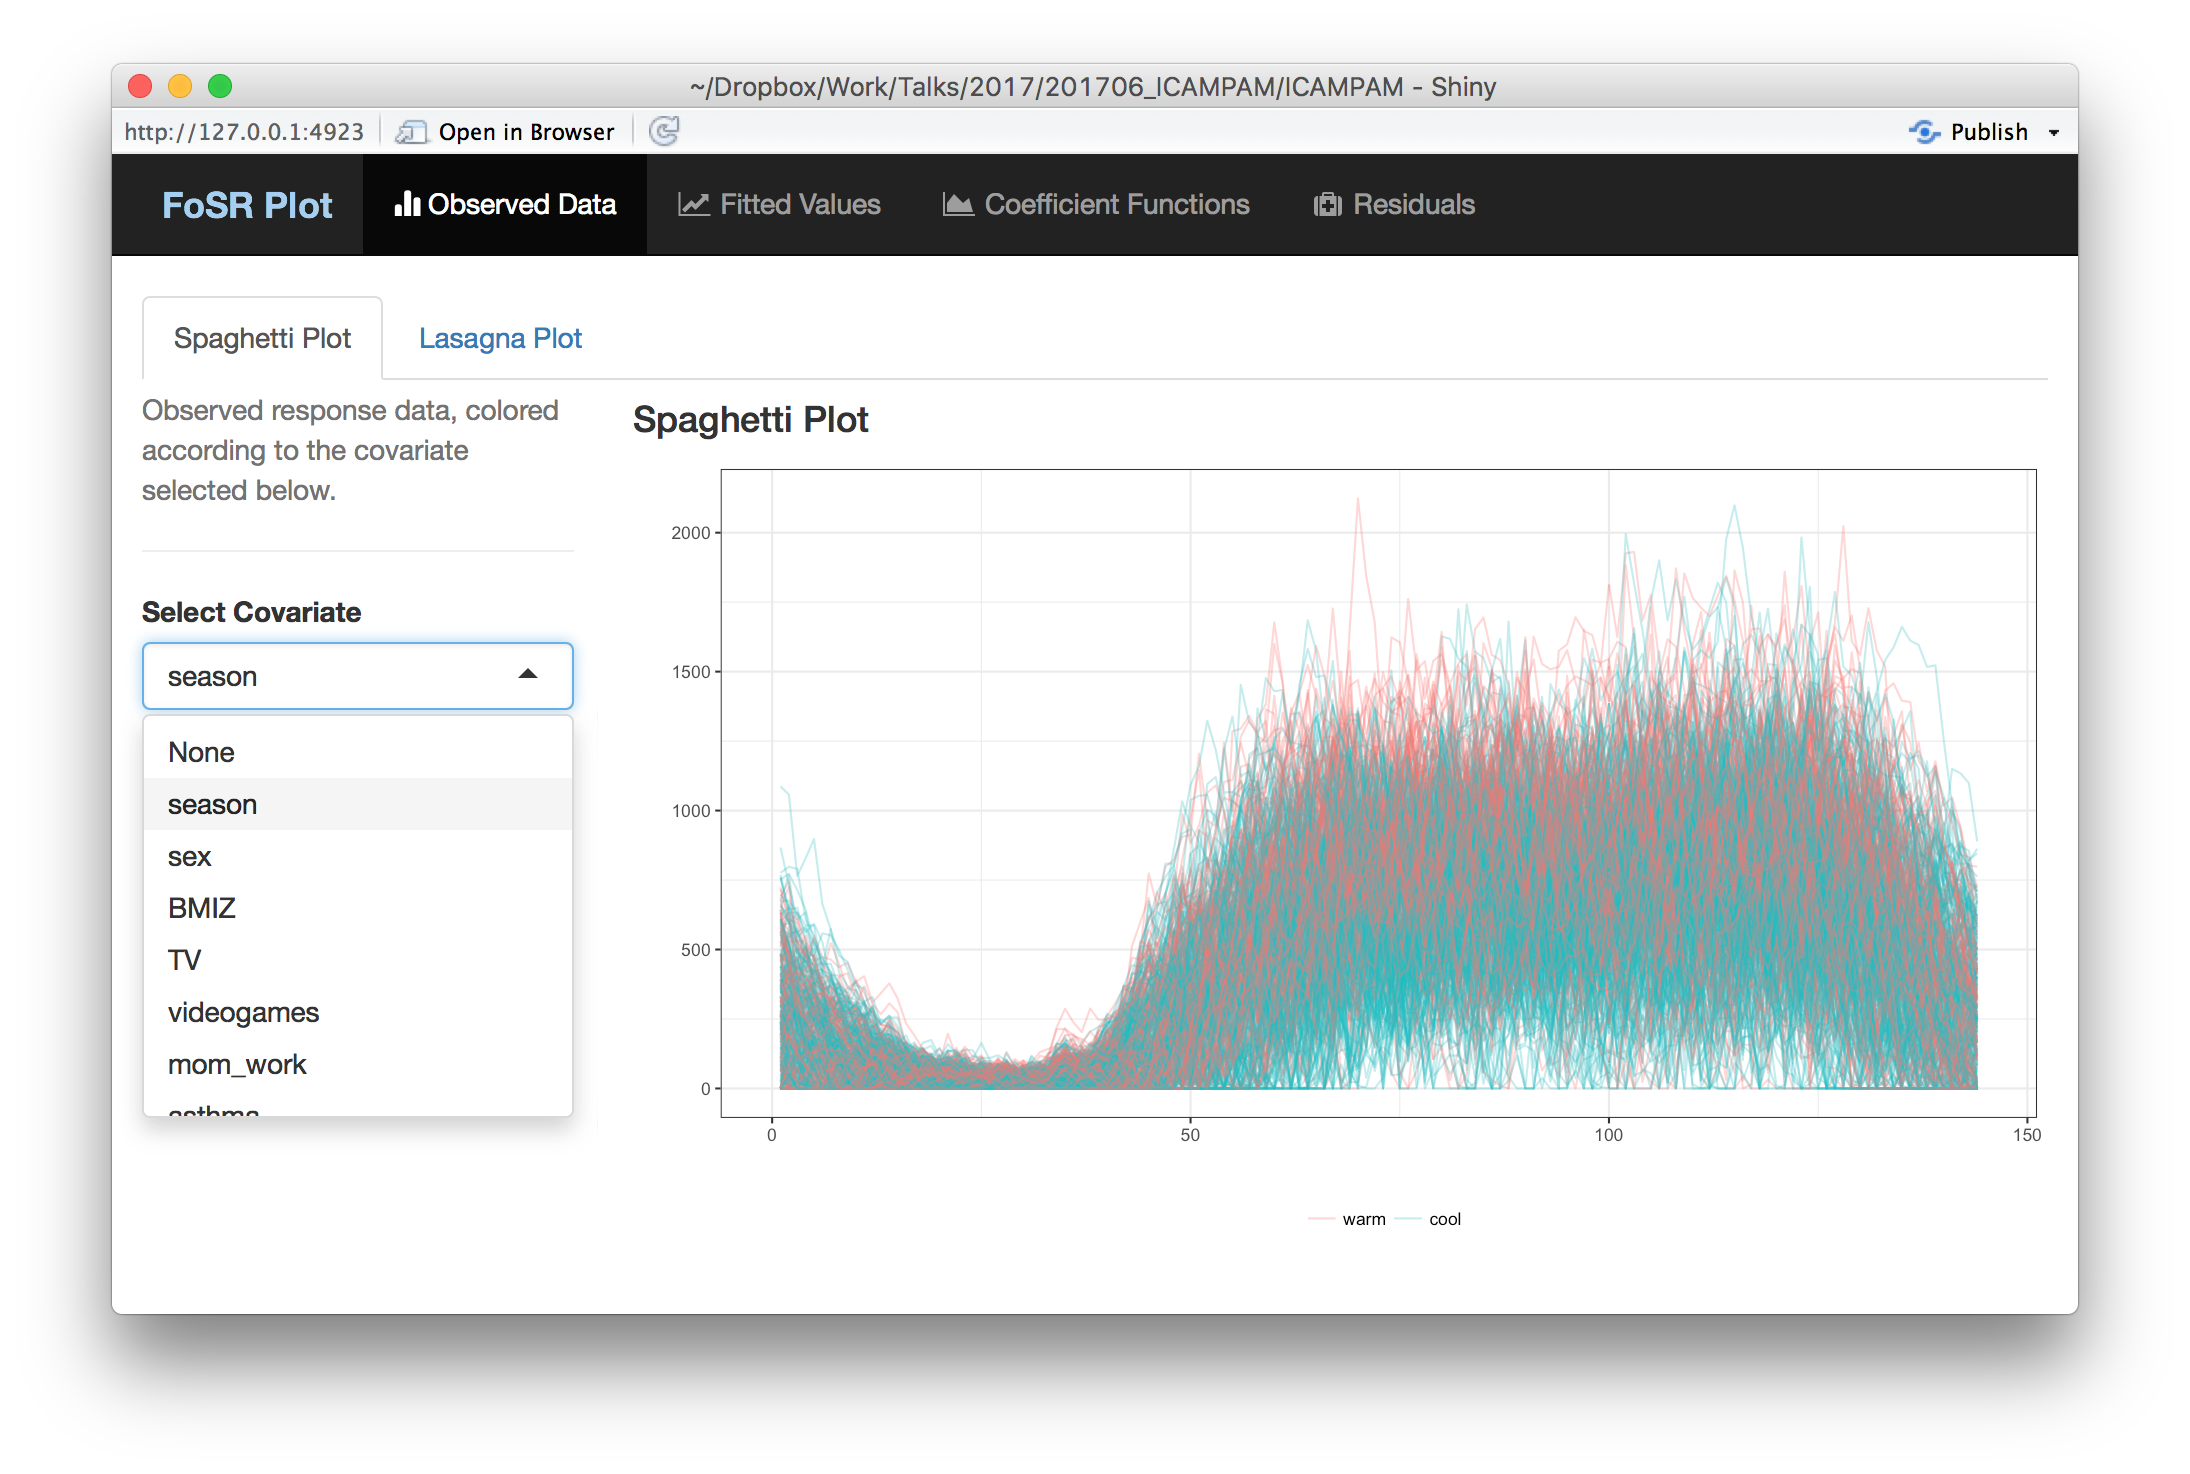 ~/Dropbox/Work/Talks/2017/201706_ICAMPAM/ICAMPAM - Shiny
http://127.0.0.1:4923 Open in Browser Publish
FoSR Plot Observed Data Fitted Values Coefficient Functions Residuals
Spaghetti Plot Lasagna Plot
Observed response data, colored
according to the covariate
selected below.
Select Covariate
season
None
season
sex
BMIZ
TV
videogames
mom_work
asthma
Spaghetti Plot
2000
1500
1000
500
0
0 50 100 150
warm cool